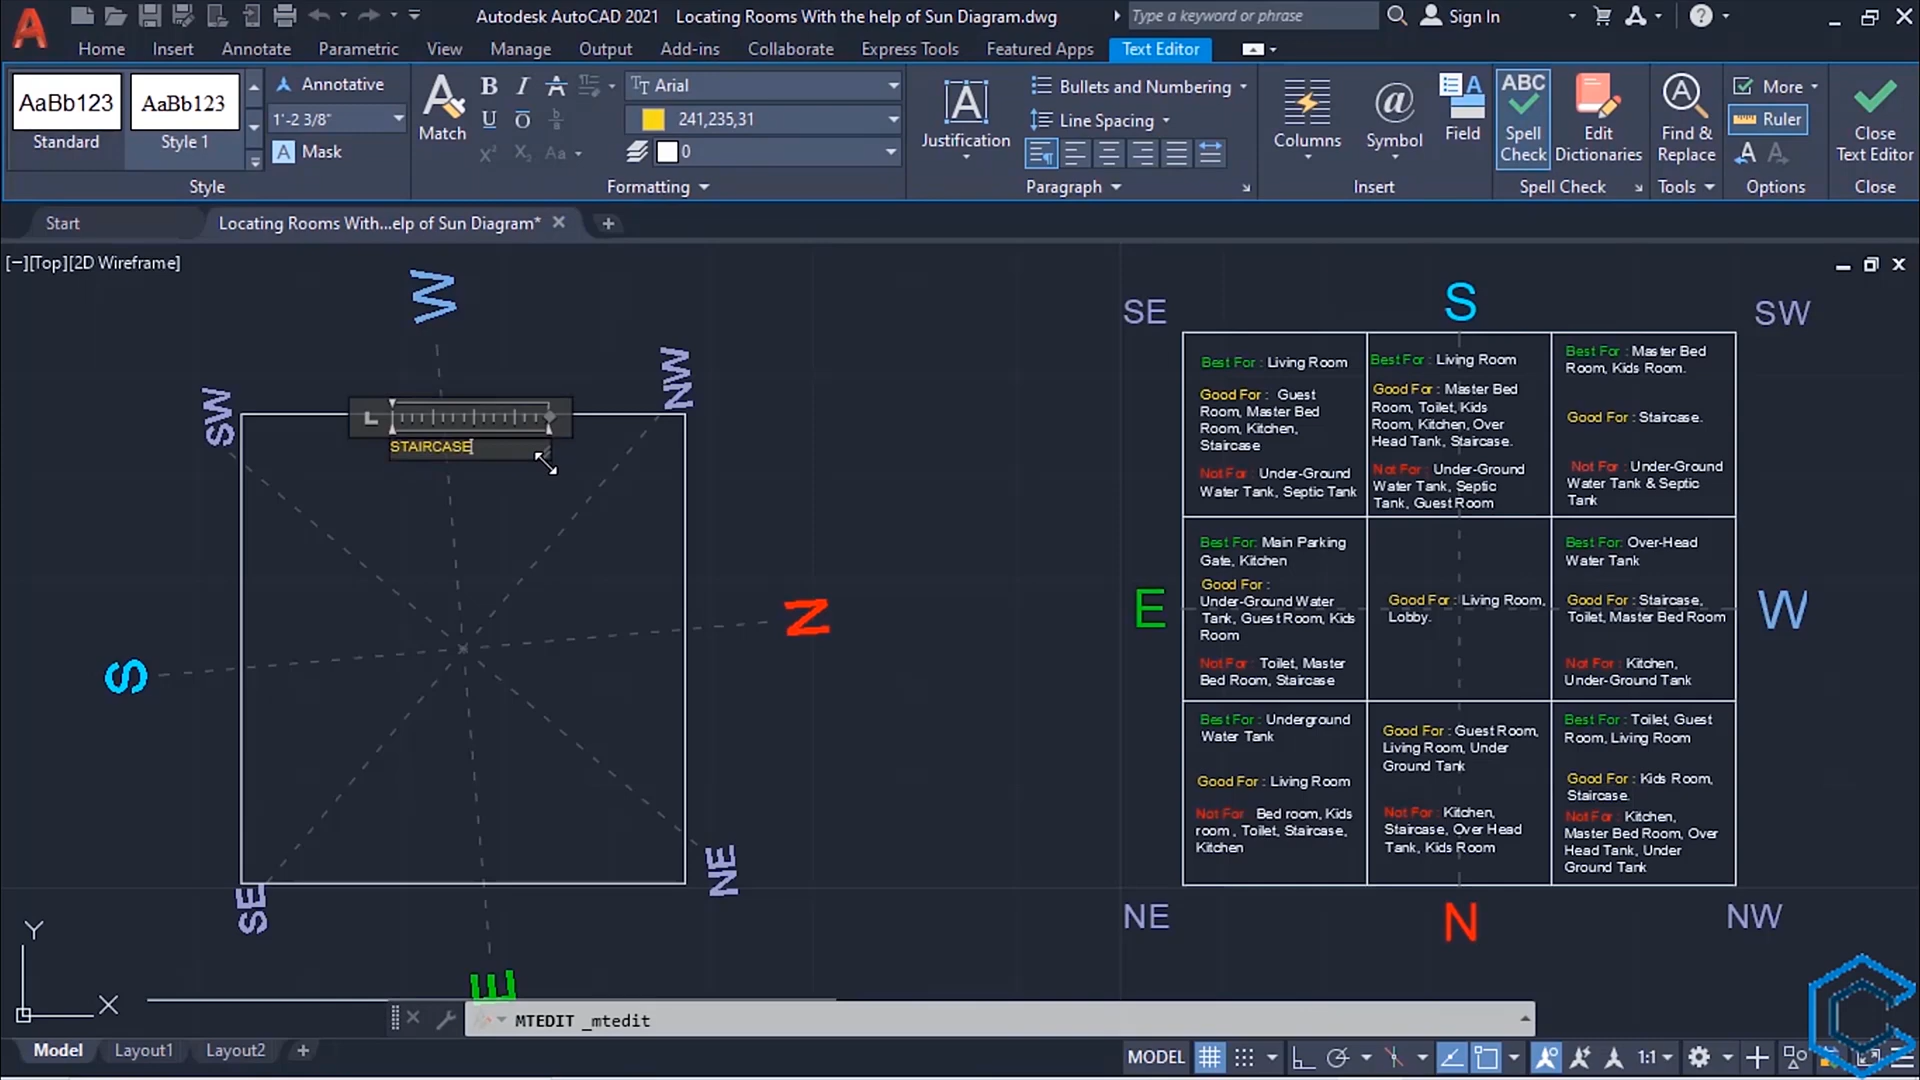 Autodesk AutoCAD 2021 Locating Rooms With the help of Sun Diagram.dwg
Type a keyword or phrase
Sign In
Home Insert Annotate Parametric View Manage Output Add-ins Collaborate Express Tools Featured Apps Text Editor
AaBb123
Standard
AaBb123
Style 1
Annotative
1'-2 3/8"
Mask
Style
Match
Arial
241,235,31
0
Formatting
Justification
Bullets and Numbering
Line Spacing
Paragraph
Columns
Symbol
Field
Insert
ABC
Spell
Check
Edit
Dictionaries
Spell Check
Find &
Replace
Tools
More
Ruler
Options
Close
Text Editor
Close
Start
Locating Rooms With...elp of Sun Diagram*
[−][Top][2D Wireframe]
W
SW
NW
STAIRCASE
S
N
SE
NE
E
SE
S
SW
Best For : Living Room
Good For : Guest
Room, Master Bed
Room, Kitchen,
Staircase
Not For : Under-Ground
Water Tank, Septic Tank
Best For : Living Room
Good For : Master Bed
Room, Toilet, Kids
Room, Kitchen, Over
Head Tank, Staircase.
Not For : Under-Ground
Water Tank, Septic
Tank, Guest Room
Best For : Master Bed
Room, Kids Room.
Good For : Staircase.
Not For : Under-Ground
Water Tank & Septic
Tank
E
Best For: Main Parking
Gate, Kitchen
Good For :
Under-Ground Water
Tank, Guest Room, Kids
Room
Not For : Toilet, Master
Bed Room, Staircase
Good For : Living Room,
Lobby.
Best For: Over-Head
Water Tank
Good For : Staircase,
Toilet, Master Bed Room
Not For : Kitchen,
Under-Ground Tank
W
Best For : Underground
Water Tank
Good For : Living Room
Not For Bed room, Kids
room , Toilet, Staircase,
Kitchen
Good For : Guest Room,
Living Room, Under
Ground Tank
Not For : Kitchen,
Staircase, Over Head
Tank, Kids Room
Best For : Toilet, Guest
Room, Living Room
Good For : Kids Room,
Staircase.
Not For : Kitchen,
Master Bed Room, Over
Head Tank, Under
Ground Tank
NE
N
NW
Y
X
MTEDIT _mtedit
Model Layout1 Layout2
MODEL
1:1